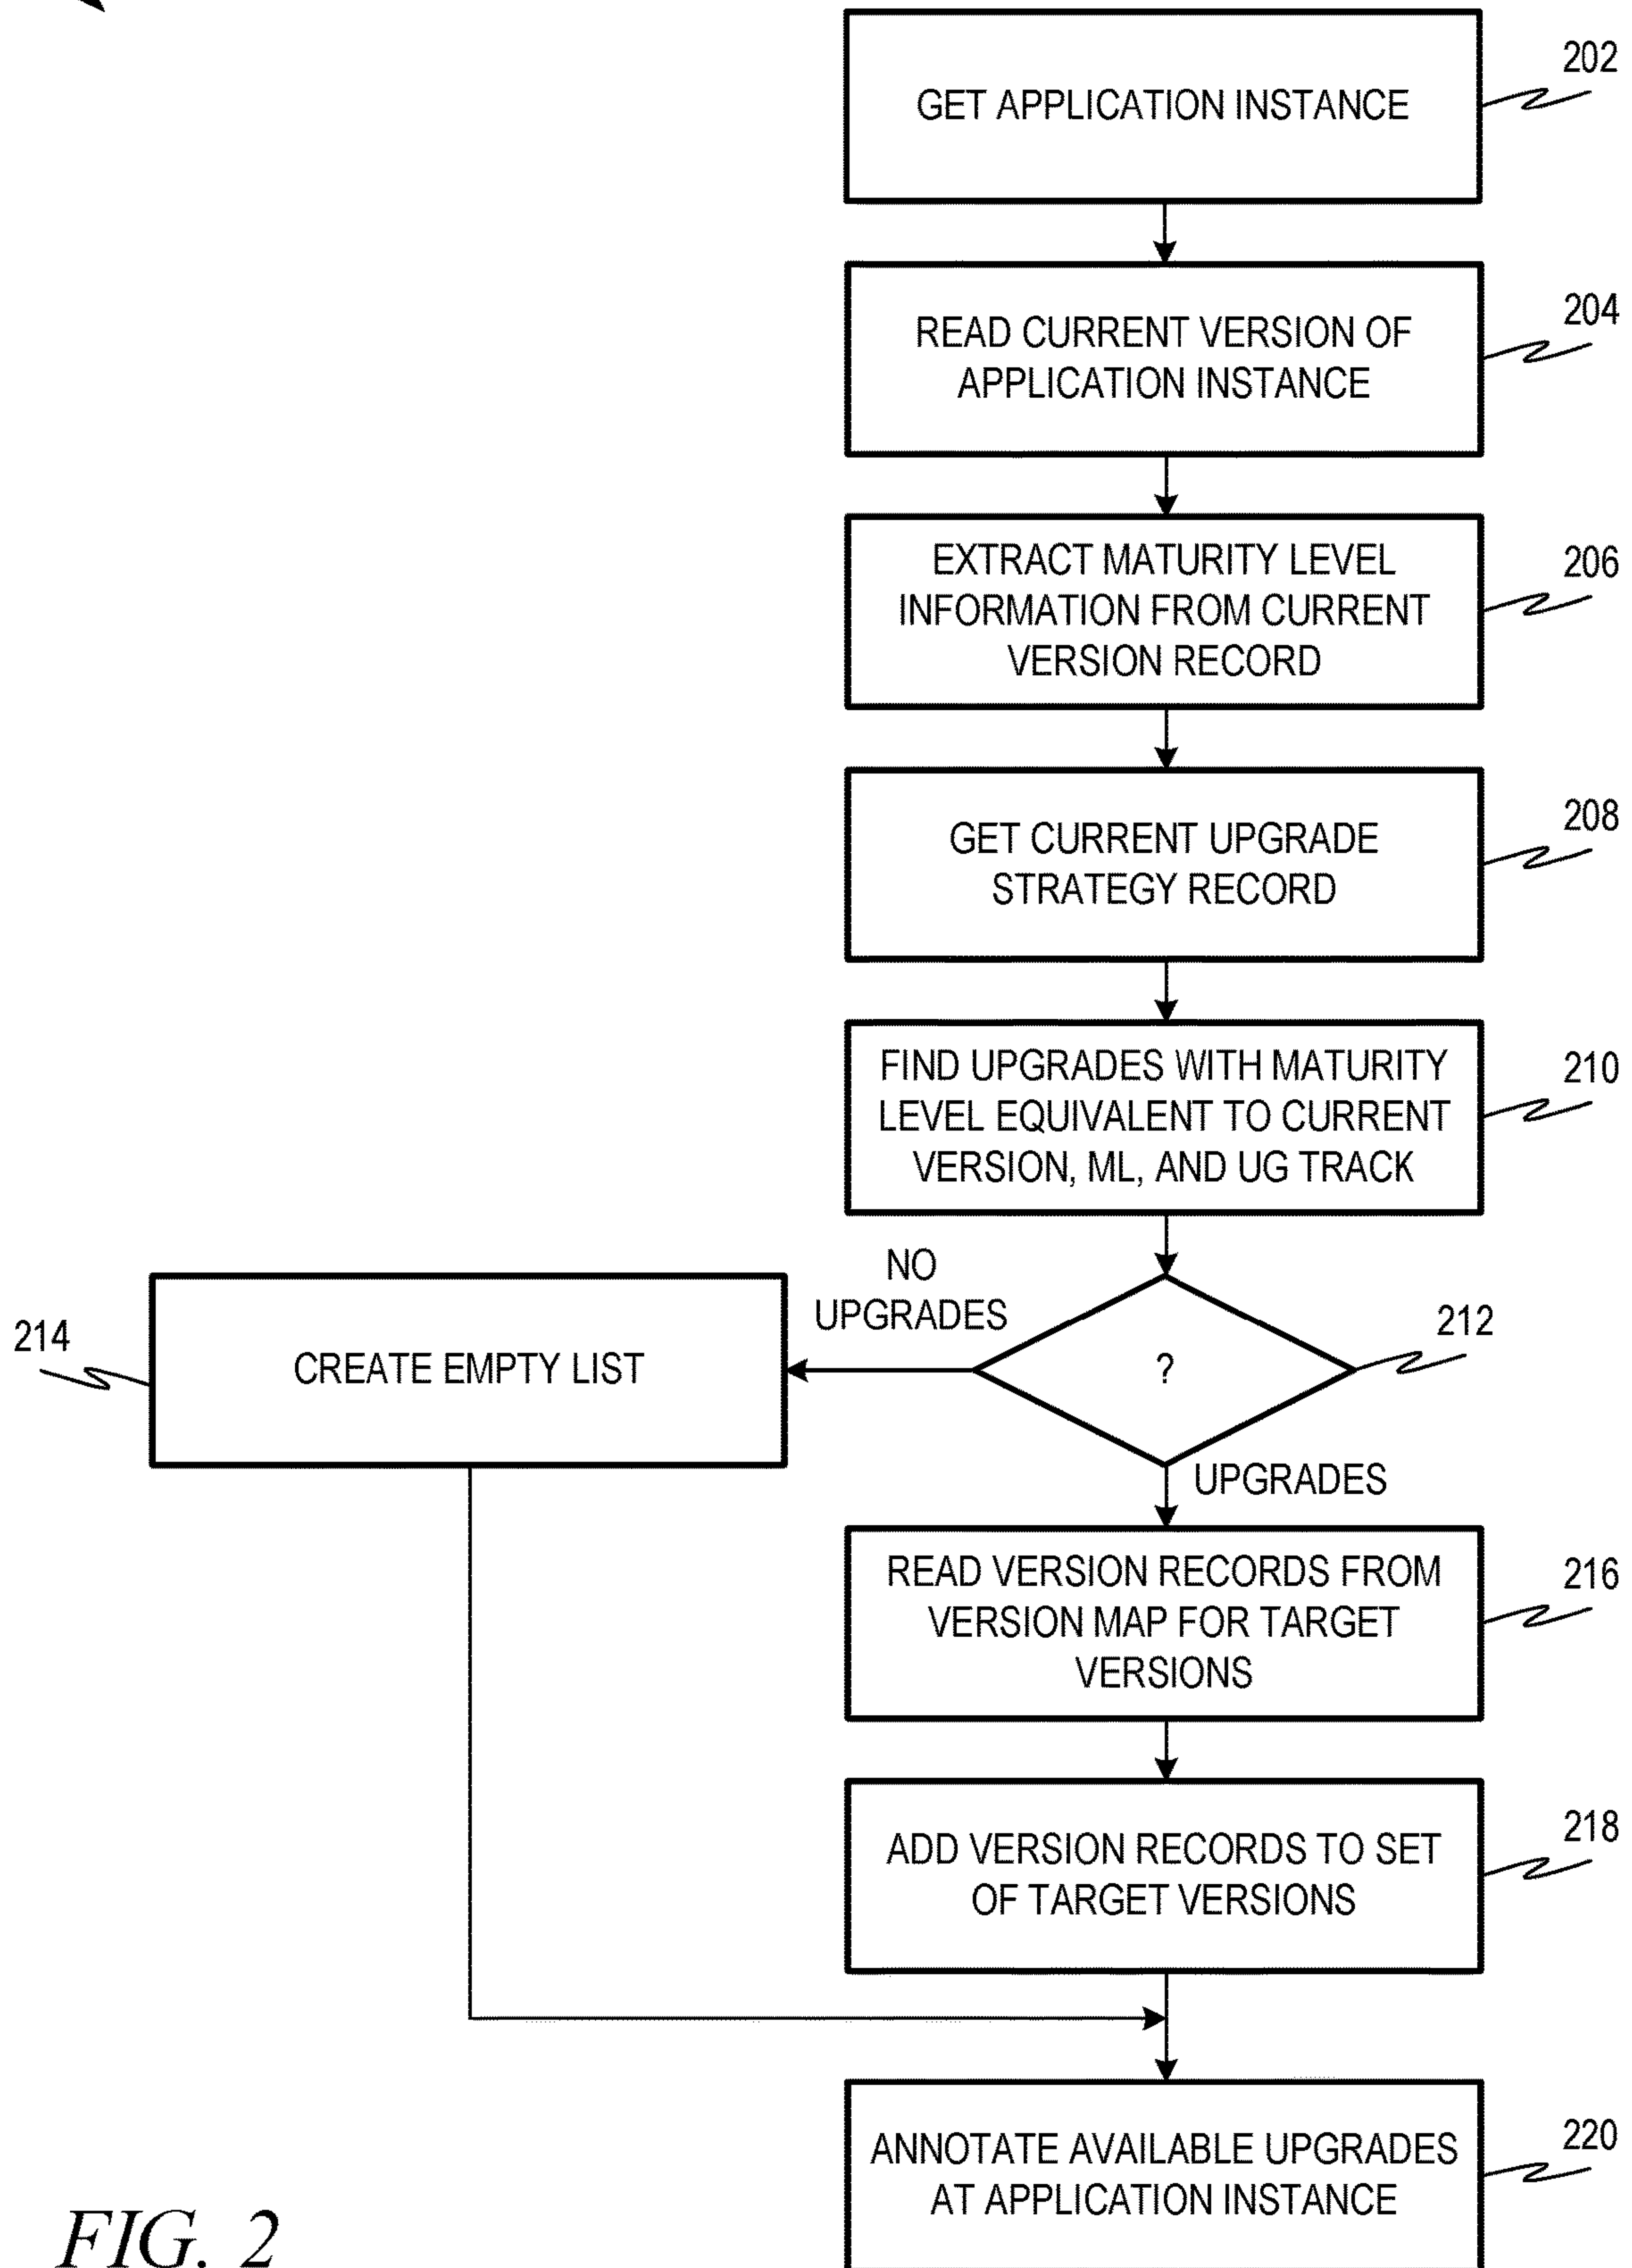 GET APPLICATION INSTANCE
202
READ CURRENT VERSION OF
APPLICATION INSTANCE
204
EXTRACT MATURITY LEVEL
INFORMATION FROM CURRENT
VERSION RECORD
206
GET CURRENT UPGRADE
STRATEGY RECORD
208
FIND UPGRADES WITH MATURITY
LEVEL EQUIVALENT TO CURRENT
VERSION, ML, AND UG TRACK
210
NO
UPGRADES
?
212
214
CREATE EMPTY LIST
UPGRADES
READ VERSION RECORDS FROM
VERSION MAP FOR TARGET
VERSIONS
216
ADD VERSION RECORDS TO SET
OF TARGET VERSIONS
218
ANNOTATE AVAILABLE UPGRADES
AT APPLICATION INSTANCE
220
FIG. 2